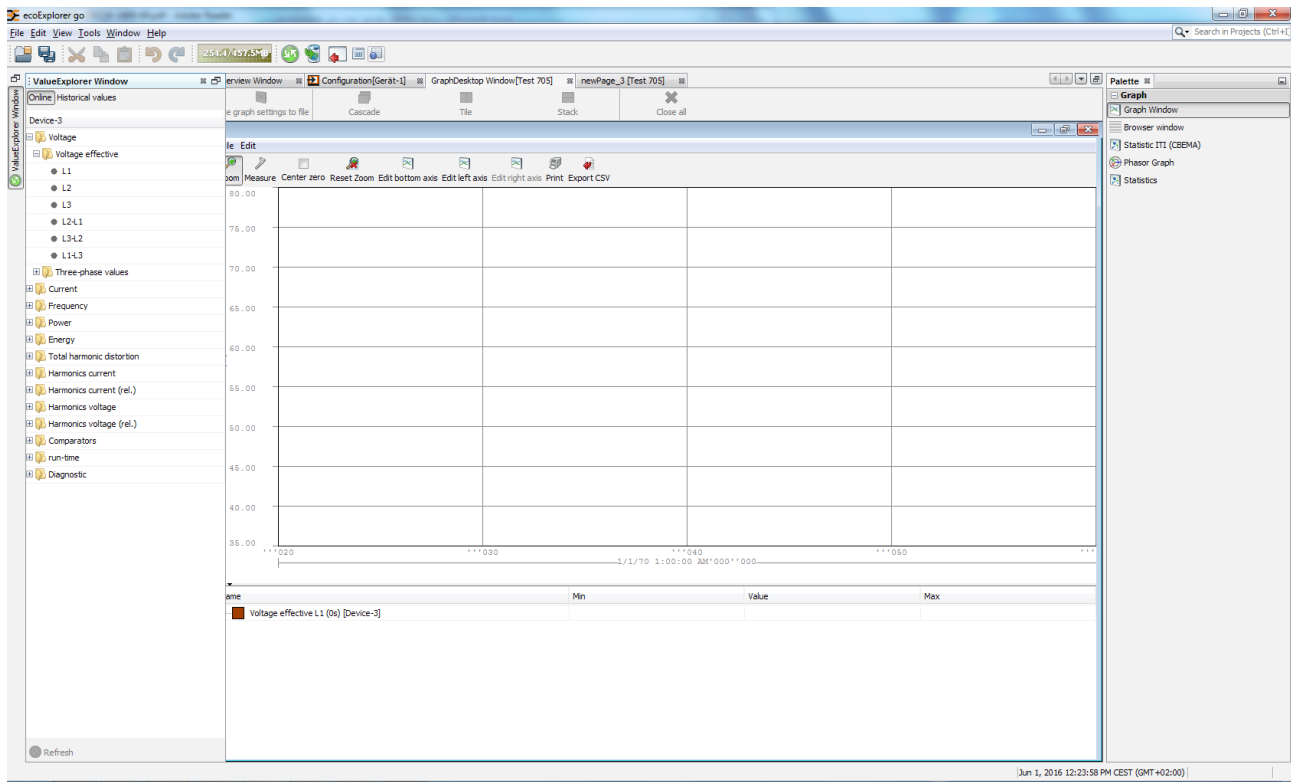 ecoExplorer go
File Edit View Tools Window Help
Search in Projects (Ctrl+I)
254.4/457.5MB
ValueExplorer Window
erview Window
Configuration[Gerät-1]
GraphDesktop Window[Test 705]
newPage_3 [Test 705]
Palette
Online Historical values
e graph settings to file
Cascade
Tile
Stack
Close all
Graph
Graph Window
Browser window
Statistic ITI (CBEMA)
Phasor Graph
Statistics
ValueExplorer Window
Device-3
Voltage
Voltage effective
L1
L2
L3
L2-L1
L3-L2
L1-L3
Three-phase values
Current
Frequency
Power
Energy
Total harmonic distortion
Harmonics current
Harmonics current (rel.)
Harmonics voltage
Harmonics voltage (rel.)
Comparators
run-time
Diagnostic
Refresh
le Edit
oom Measure Center zero Reset Zoom Edit bottom axis Edit left axis Edit right axis Print Export CSV
80.00
75.00
70.00
65.00
60.00
55.00
50.00
45.00
40.00
35.00
'''020 '''030 '''040 '''050 '''
1/1/70 1:00:00 AM'000''000
ame Min Value Max
Voltage effective L1 (0s) [Device-3]
Jun 1, 2016 12:23:58 PM CEST (GMT+02:00)